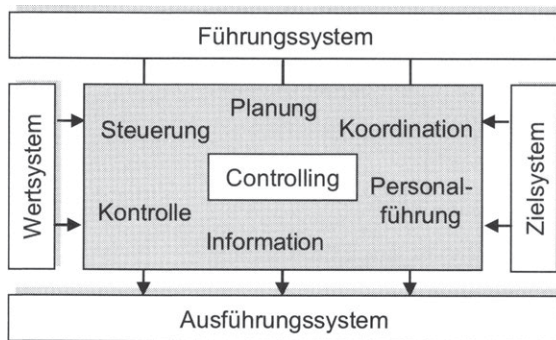 Führungssystem
Wertsystem
Planung
Steuerung
Koordination
Controlling
Personal-
führung
Kontrolle
Information
Zielsystem
Ausführungssystem